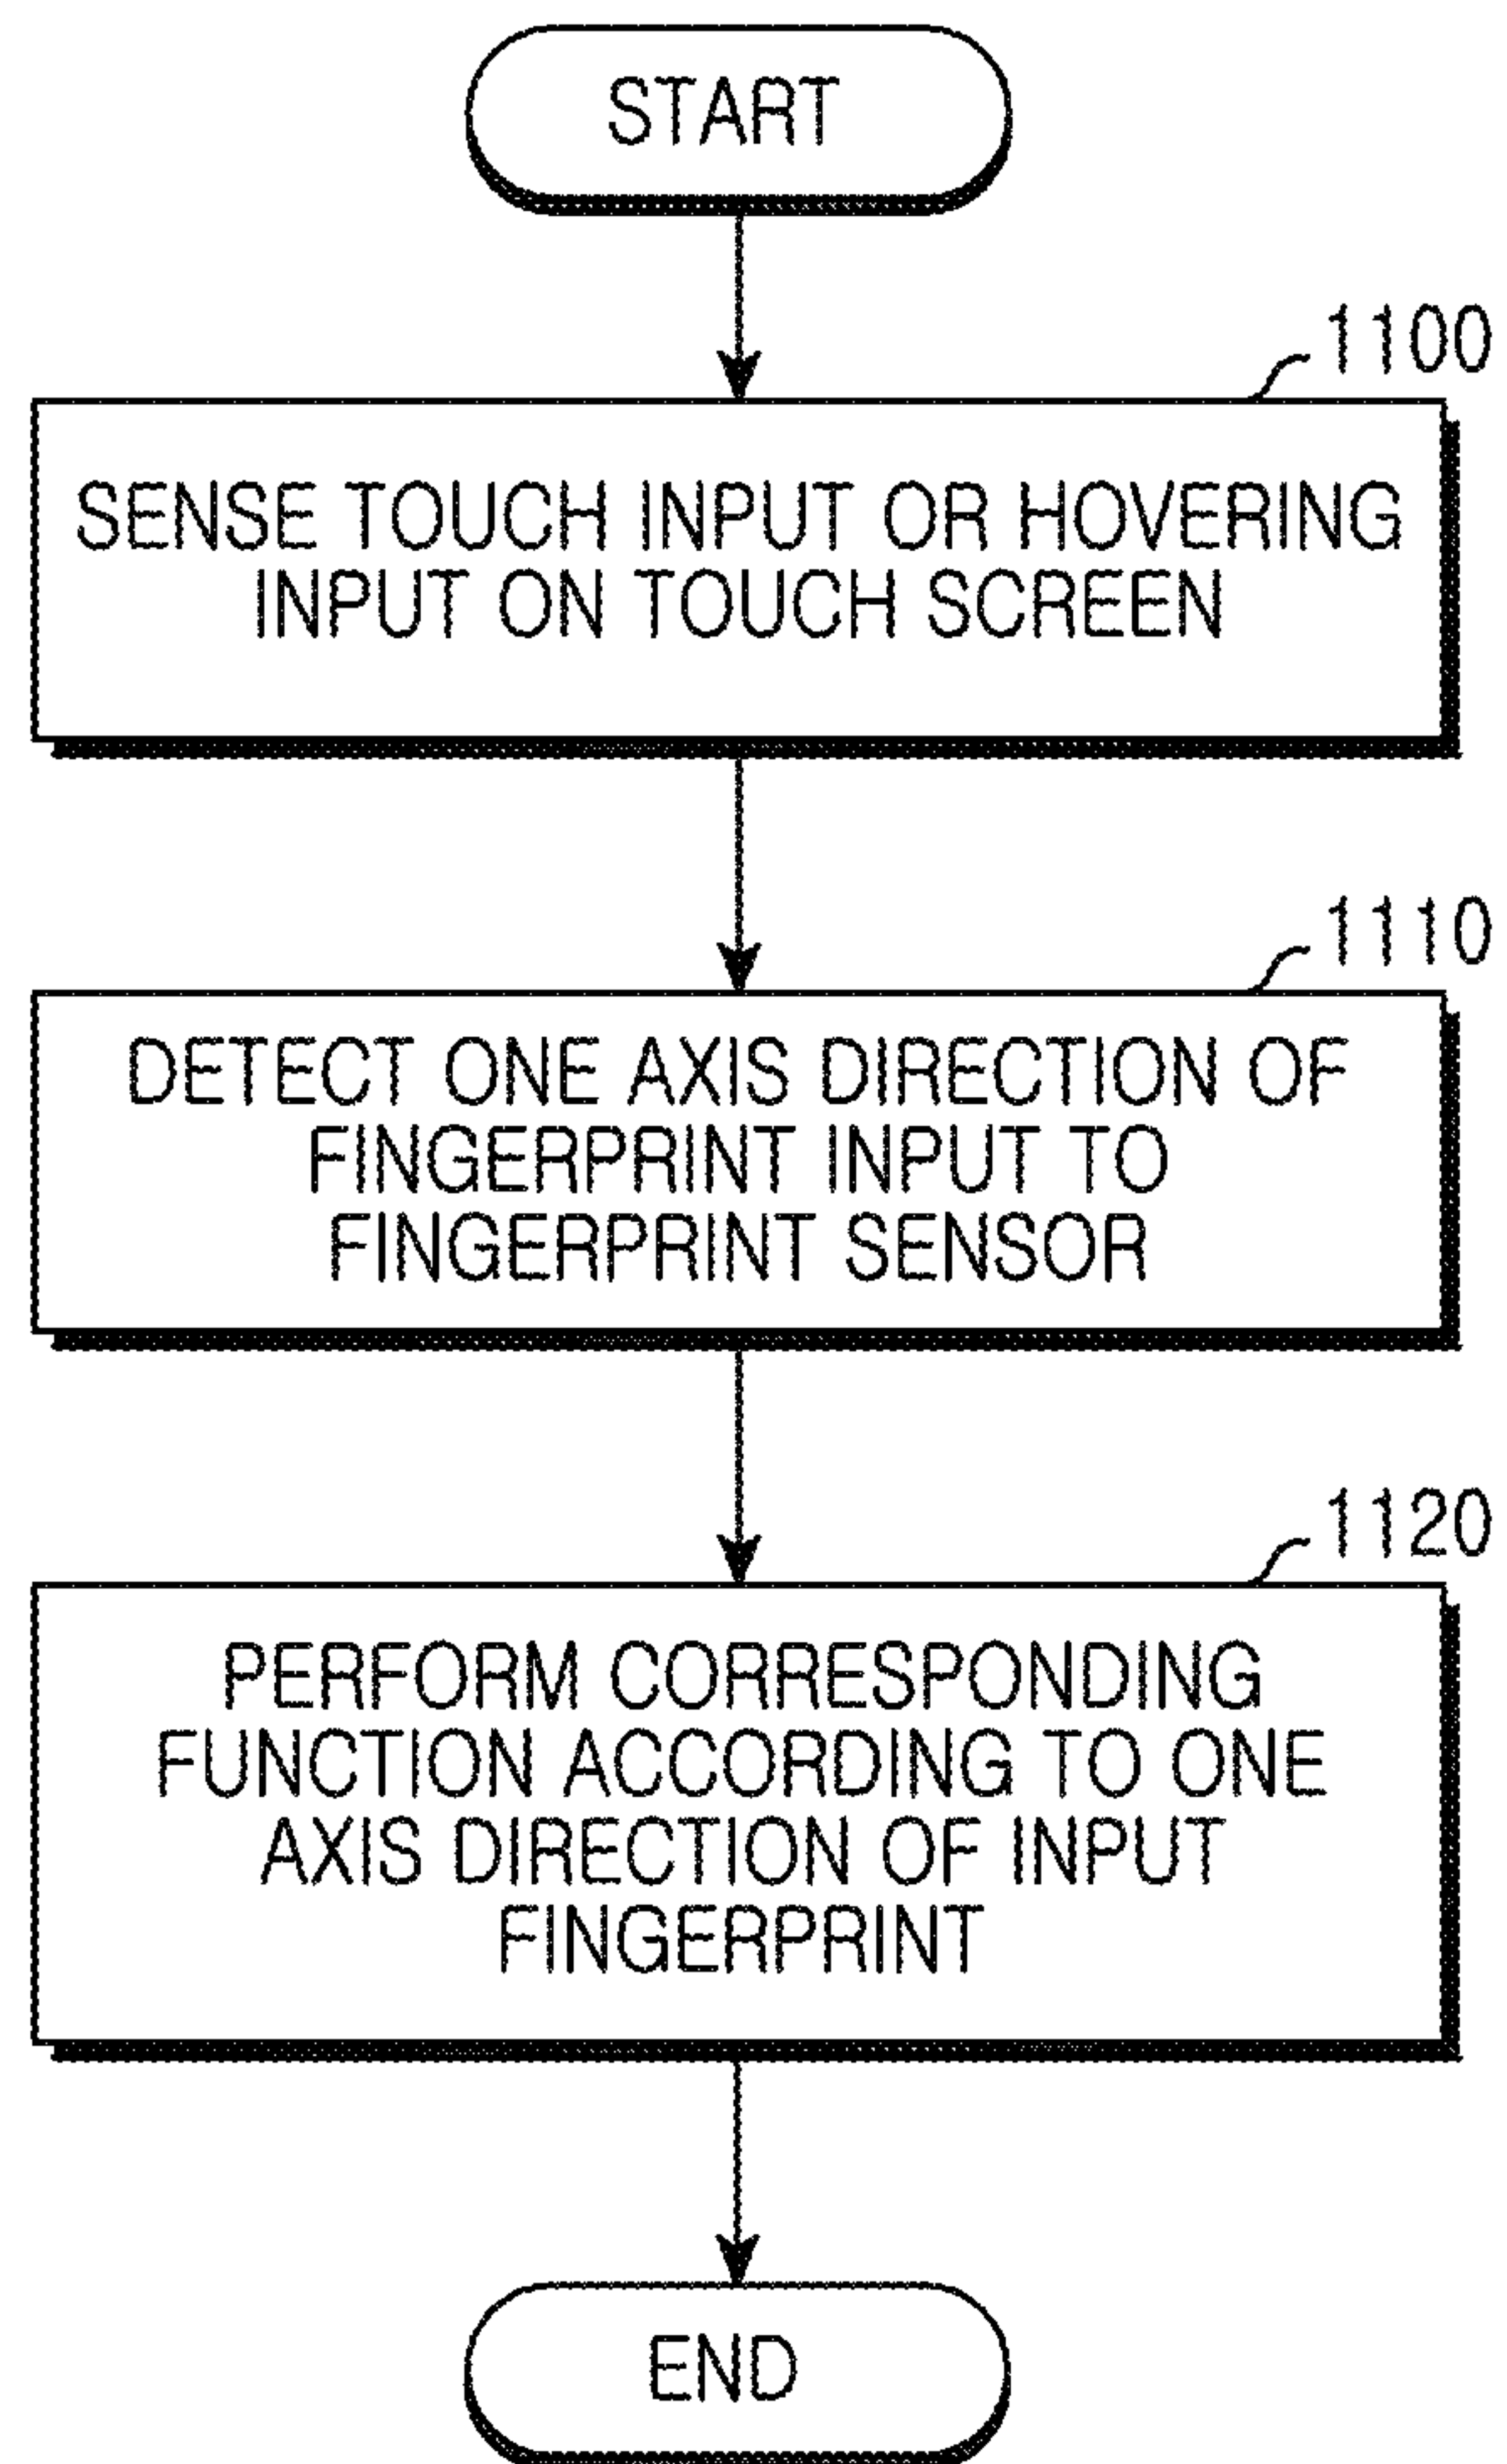 START
1100
SENSE TOUCH INPUT OR HOVERING
INPUT ON TOUCH SCREEN
1110
DETECT ONE AXIS DIRECTION OF
FINGERPRINT INPUT TO
FINGERPRINT SENSOR
1120
PERFORM CORRESPONDING
FUNCTION ACCORDING TO ONE
AXIS DIRECTION OF INPUT
FINGERPRINT
END